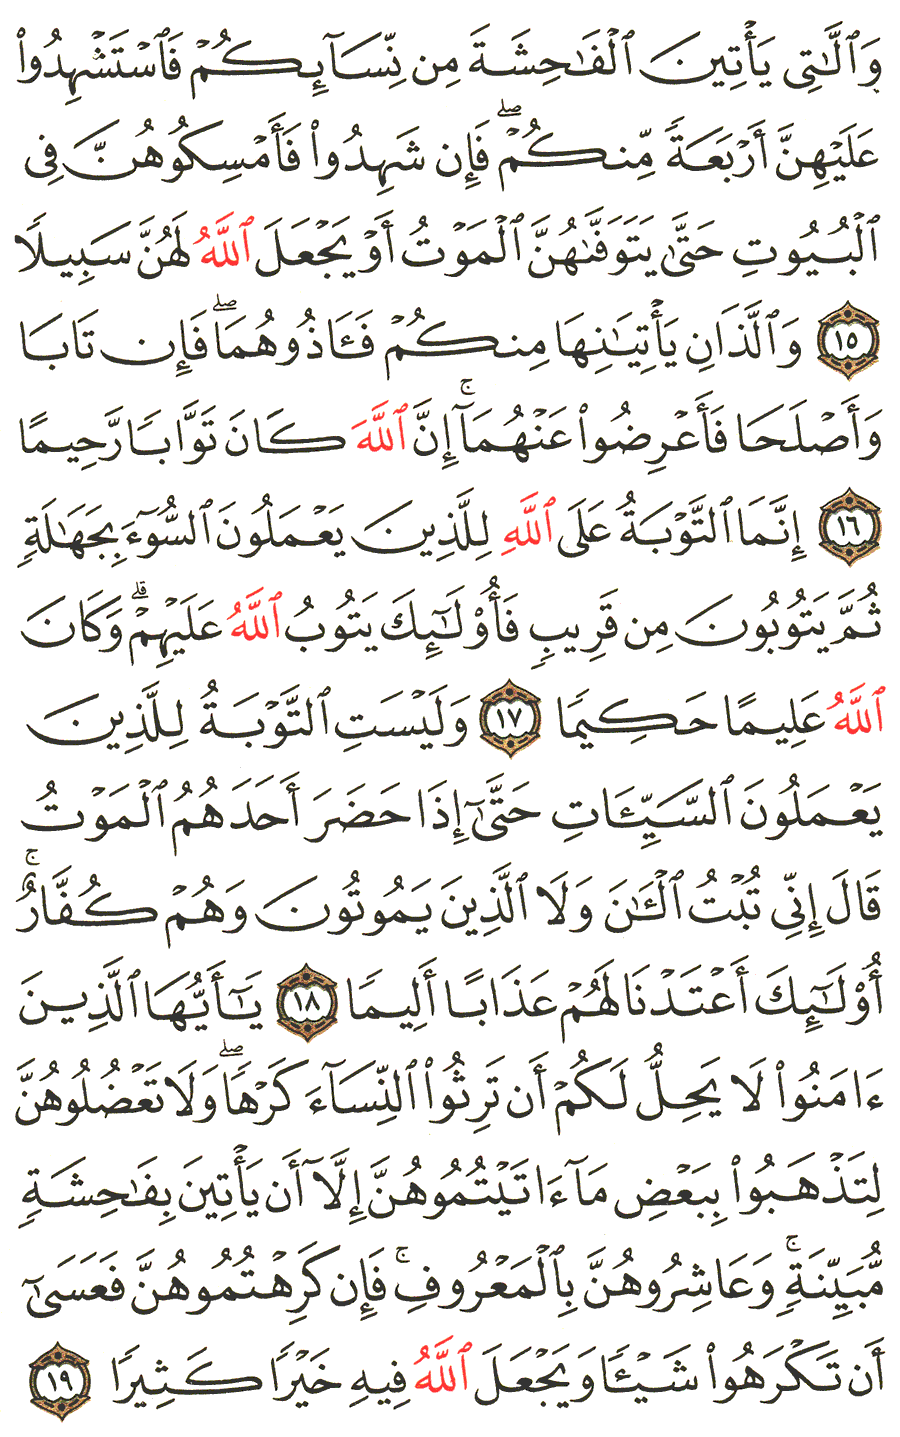 وَٱلَّٰتِى يَأۡتِينَ ٱلۡفَٰحِشَةَ مِن نِّسَآئِكُمۡ فَٱسۡتَشۡهِدُواْ
عَلَيۡهِنَّ أَرۡبَعَةٗ مِّنكُمۡۖ فَإِن شَهِدُواْ فَأَمۡسِكُوهُنَّ فِى
ٱلۡبُيُوتِ حَتَّىٰ يَتَوَفَّىٰهُنَّ ٱلۡمَوۡتُ أَوۡ يَجۡعَلَ ٱللَّهُ لَهُنَّ سَبِيلٗا
١٥ وَٱلَّذَانِ يَأۡتِيَٰنِهَا مِنكُمۡ فَـَٔاذُوهُمَاۖ فَإِن تَابَا
وَأَصۡلَحَا فَأَعۡرِضُواْ عَنۡهُمَآۚ إِنَّ ٱللَّهَ كَانَ تَوَّابٗا رَّحِيمًا
١٦ إِنَّمَا ٱلتَّوۡبَةُ عَلَى ٱللَّهِ لِلَّذِينَ يَعۡمَلُونَ ٱلسُّوٓءَ بِجَهَٰلَةٖ
ثُمَّ يَتُوبُونَ مِن قَرِيبٖ فَأُوْلَٰٓئِكَ يَتُوبُ ٱللَّهُ عَلَيۡهِمۡۗ وَكَانَ
ٱللَّهُ عَلِيمًا حَكِيمٗا ١٧ وَلَيۡسَتِ ٱلتَّوۡبَةُ لِلَّذِينَ
يَعۡمَلُونَ ٱلسَّيِّـَٔاتِ حَتَّىٰٓ إِذَا حَضَرَ أَحَدَهُمُ ٱلۡمَوۡتُ
قَالَ إِنِّى تُبۡتُ ٱلۡـَٰٔنَ وَلَا ٱلَّذِينَ يَمُوتُونَ وَهُمۡ كُفَّارٌۚ
أُوْلَٰٓئِكَ أَعۡتَدۡنَا لَهُمۡ عَذَابًا أَلِيمٗا ١٨ يَٰٓأَيُّهَا ٱلَّذِينَ
ءَامَنُواْ لَا يَحِلُّ لَكُمۡ أَن تَرِثُواْ ٱلنِّسَآءَ كَرۡهٗاۖ وَلَا تَعۡضُلُوهُنَّ
لِتَذۡهَبُواْ بِبَعۡضِ مَآ ءَاتَيۡتُمُوهُنَّ إِلَّآ أَن يَأۡتِينَ بِفَٰحِشَةٖ
مُّبَيِّنَةٖۚ وَعَاشِرُوهُنَّ بِٱلۡمَعۡرُوفِۚ فَإِن كَرِهۡتُمُوهُنَّ فَعَسَىٰٓ
أَن تَكۡرَهُواْ شَيۡـٔٗا وَيَجۡعَلَ ٱللَّهُ فِيهِ خَيۡرٗا كَثِيرٗا ١٩